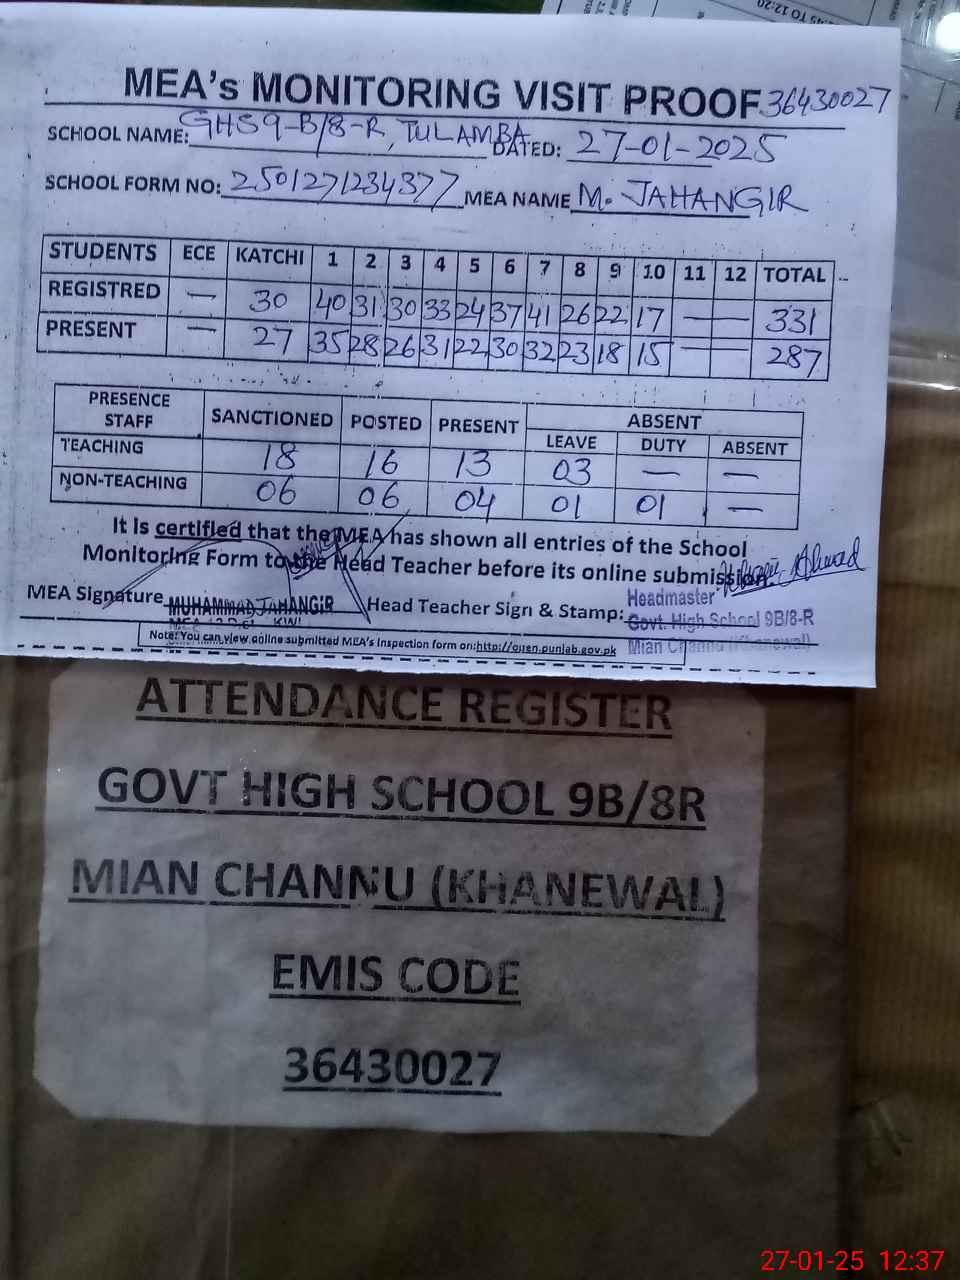 45 TO 12:20
MEA's MONITORING VISIT PROOF 36430027
SCHOOL NAME: GHS 9-B/8-R, TULAMBA DATED: 27-01-2025
SCHOOL FORM NO: 2501271234377 MEA NAME M. JAHANGIR
STUDENTS ECE KATCHI 1 2 3 4 5 6 7 8 9 10 11 12 TOTAL
REGISTRED — 30 40 31 30 33 24 37 41 26 22 17 — — 331
PRESENT — 27 35 28 26 31 22 30 32 23 18 15 — — 287
PRESENCE STAFF SANCTIONED POSTED PRESENT ABSENT
LEAVE DUTY ABSENT
TEACHING 18 16 13 03 — —
NON-TEACHING 06 06 04 01 01 —
It Is certified that the MEA has shown all entries of the School
Monitoring Form to the Head Teacher before its online submission.
MEA Signature MUHAMMAD JAHANGIR Head Teacher Sign & Stamp: Headmaster
Govt. High School 9B/8-R
Mian Channu (Khanewal)
Note: You can view online submitted MEA's Inspection form on:http://open.punjab.gov.pk
ATTENDANCE REGISTER
GOVT HIGH SCHOOL 9B/8R
MIAN CHANNU (KHANEWAL)
EMIS CODE
36430027
27-01-25 12:37